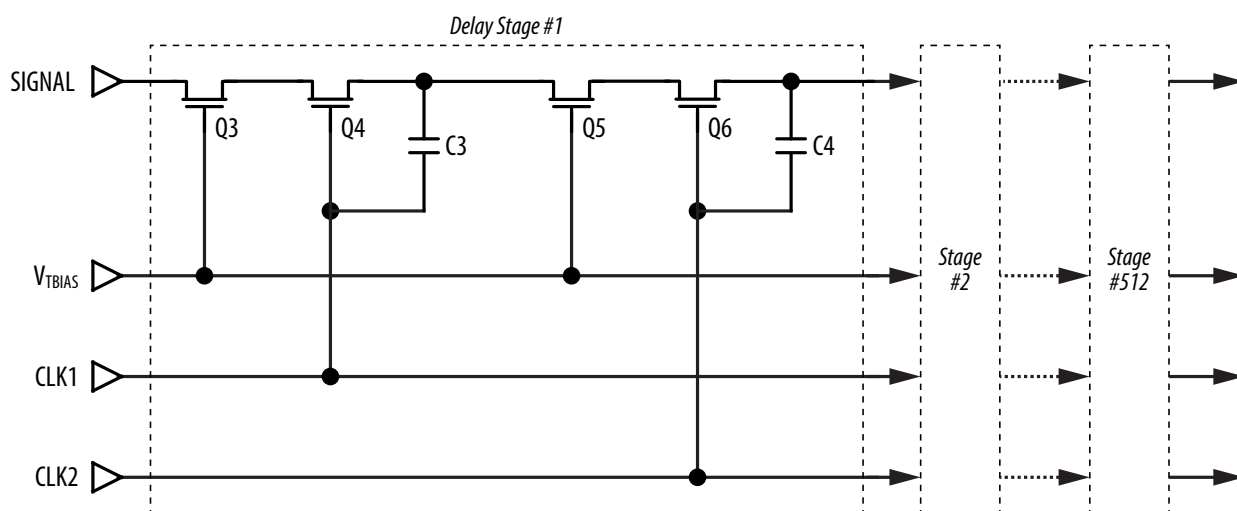 Delay Stage #1
SIGNAL
Q3
Q4
C3
Q5
Q6
C4
VTBIAS
Stage
#2
Stage
#512
CLK1
CLK2